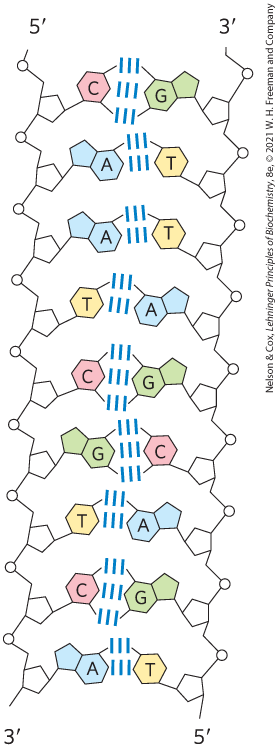 5′ 3′
C G
A T
A T
T A
C G
G C
T A
C G
A T
3′ 5′
Nelson & Cox, Lehninger Principles of Biochemistry, 8e, © 2021 W. H. Freeman and Company